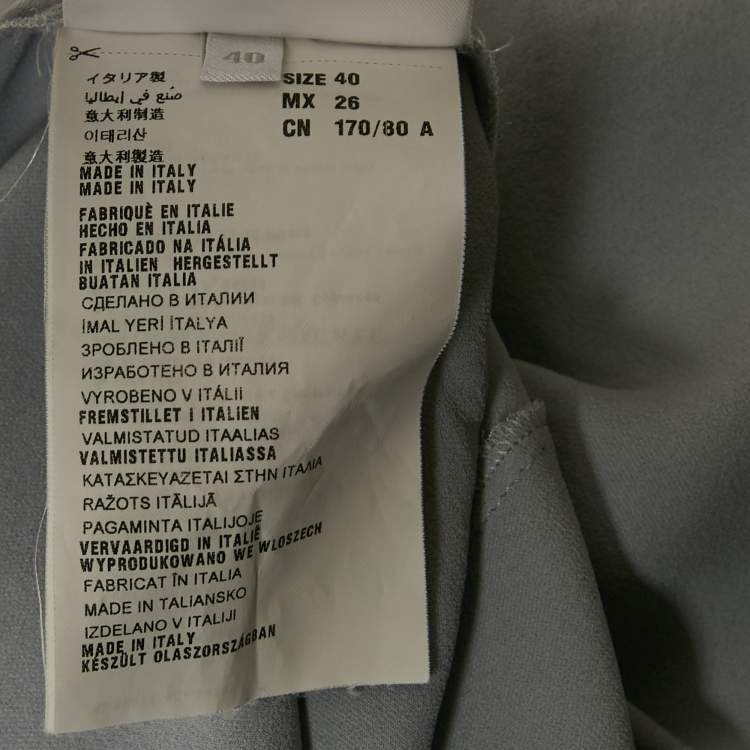 40
イタリア製
صنع في إيطاليا
意大利制造
이태리산
意大利製造
SIZE 40
MX 26
CN 170/80 A
MADE IN ITALY
MADE IN ITALY
FABRIQUÈ EN ITALIE
HECHO EN ITALIA
FABRICADO NA ITÁLIA
IN ITALIEN HERGESTELLT
BUATAN ITALIA
СДЕЛАНО В ИТАЛИИ
İMAL YERİ İTALYA
ЗРОБЛЕНО В ІТАЛІЇ
ИЗРАБОТЕНО В ИТАЛИЯ
VYROBENO V ITÁLII
FREMSTILLET I ITALIEN
VALMISTATUD ITAALIAS
VALMISTETTU ITALIASSA
ΚΑΤΑΣΚΕΥΑΖΕΤΑΙ ΣΤΗΝ ΙΤΑΛΙΑ
RAŽOTS ITĀLIJĀ
PAGAMINTA ITALIJOJE
VERVAARDIGD IN ITALIË
WYPRODUKOWANO WE WŁOSZECH
FABRICAT ÎN ITALIA
MADE IN TALIANSKO
IZDELANO V ITALIJI
MADE IN ITALY
KÉSZÜLT OLASZORSZÁGBAN